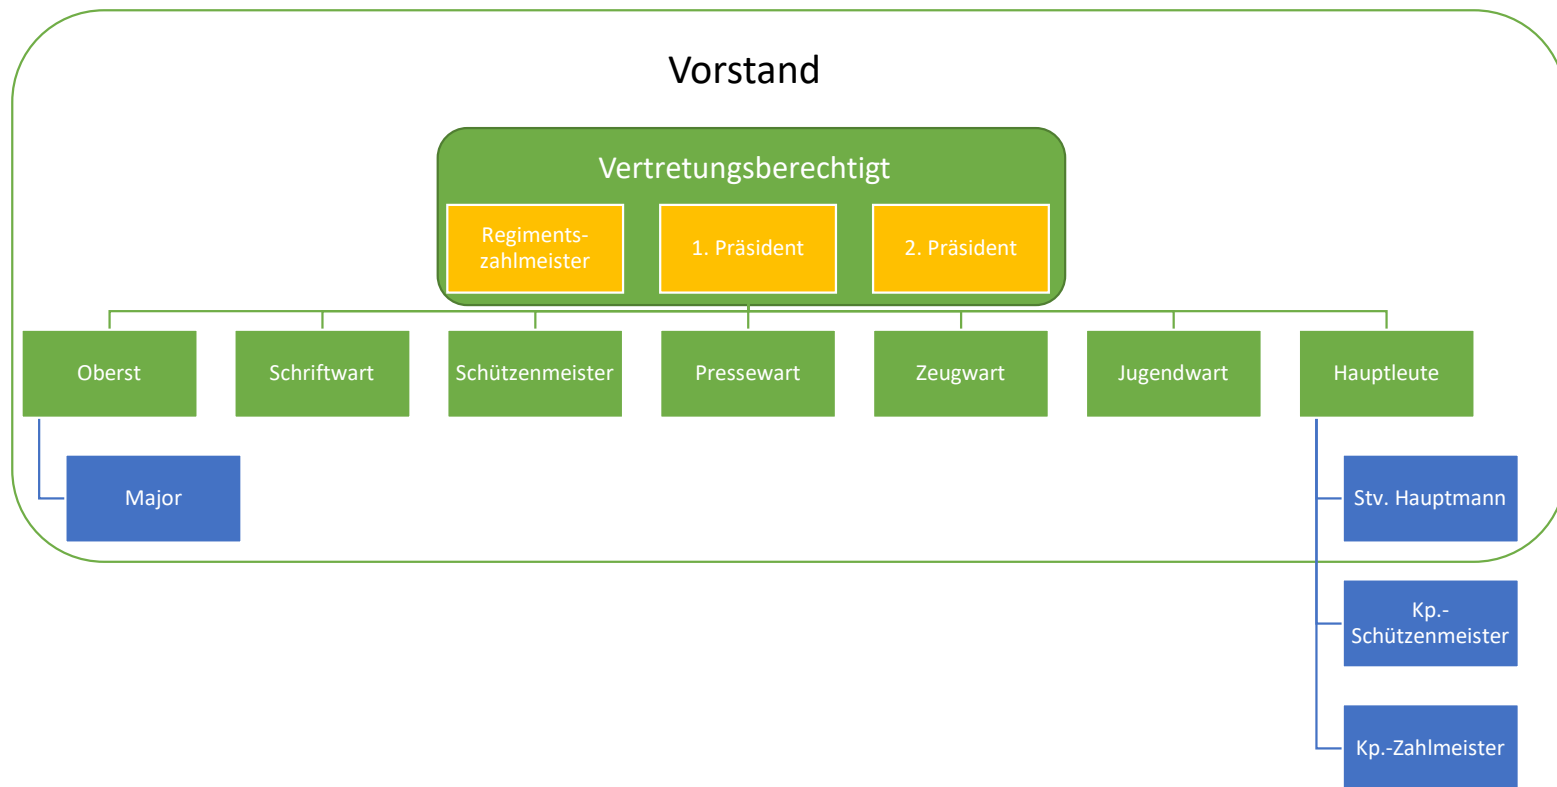 Vorstand
Vertretungsberechtigt
Regiments-
zahlmeister
1. Präsident
2. Präsident
Oberst
Schriftwart
Schützenmeister
Pressewart
Zeugwart
Jugendwart
Hauptleute
Major
Stv. Hauptmann
Kp.-
Schützenmeister
Kp.-Zahlmeister